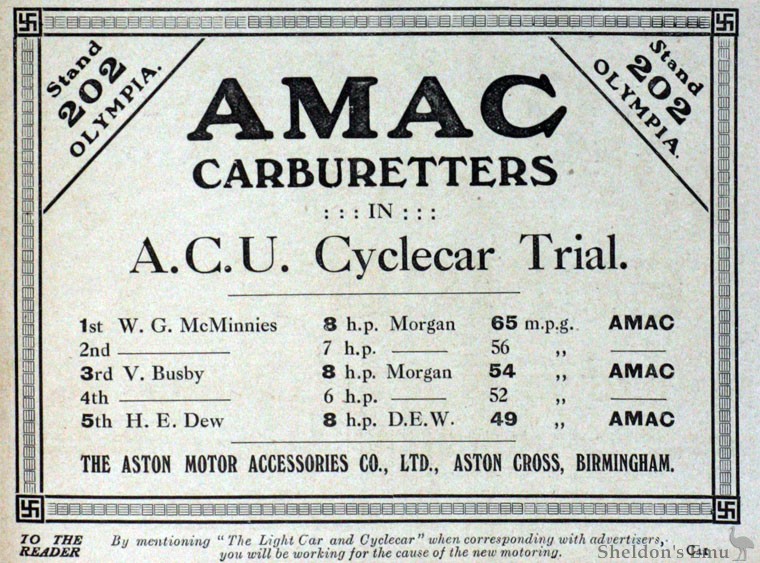 Stand
202
OLYMPIA.
Stand
202
OLYMPIA.
AMAC
CARBURETTERS
: : : IN : : :
A.C.U. Cyclecar Trial.
1st W. G. McMinnies 8 h.p. Morgan 65 m.p.g. AMAC
2nd ——— 7 h.p. ——— 56 ,, ———
3rd V. Busby 8 h.p. Morgan 54 ,, AMAC
4th ——— 6 h.p. ——— 52 ,, ———
5th H. E. Dew 8 h.p. D.E.W. 49 ,, AMAC
THE ASTON MOTOR ACCESSORIES CO., LTD., ASTON CROSS, BIRMINGHAM.
TO THE READER By mentioning "The Light Car and Cyclecar" when corresponding with advertisers,
you will be working for the cause of the new motoring.
Sheldon's Emu